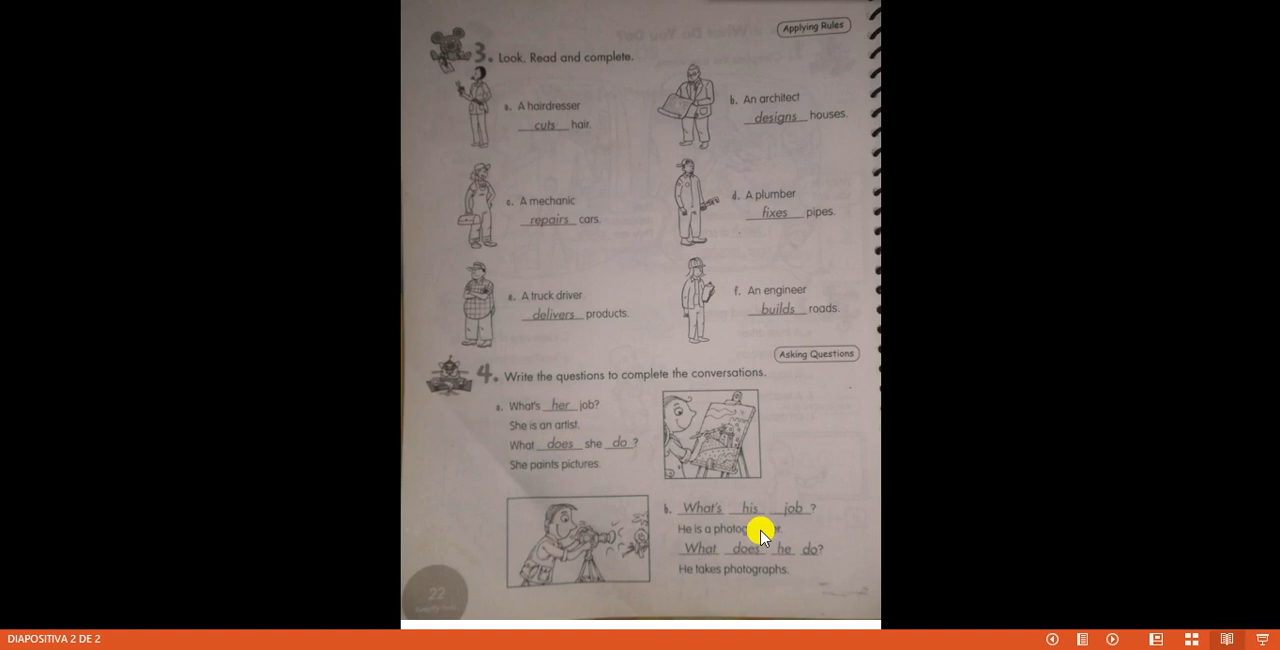 Applying Rules
3. Look. Read and complete.
a. A hairdresser
cuts hair.
b. An architect
designs houses.
c. A mechanic
repairs cars.
d. A plumber
fixes pipes.
e. A truck driver
delivers products.
f. An engineer
builds roads.
Asking Questions
4. Write the questions to complete the conversations.
a. What's her job?
She is an artist.
What does she do?
She paints pictures.
b. What's his job?
He is a
What does he do?
He takes photographs.
22
DIAPOSITIVA 2 DE 2